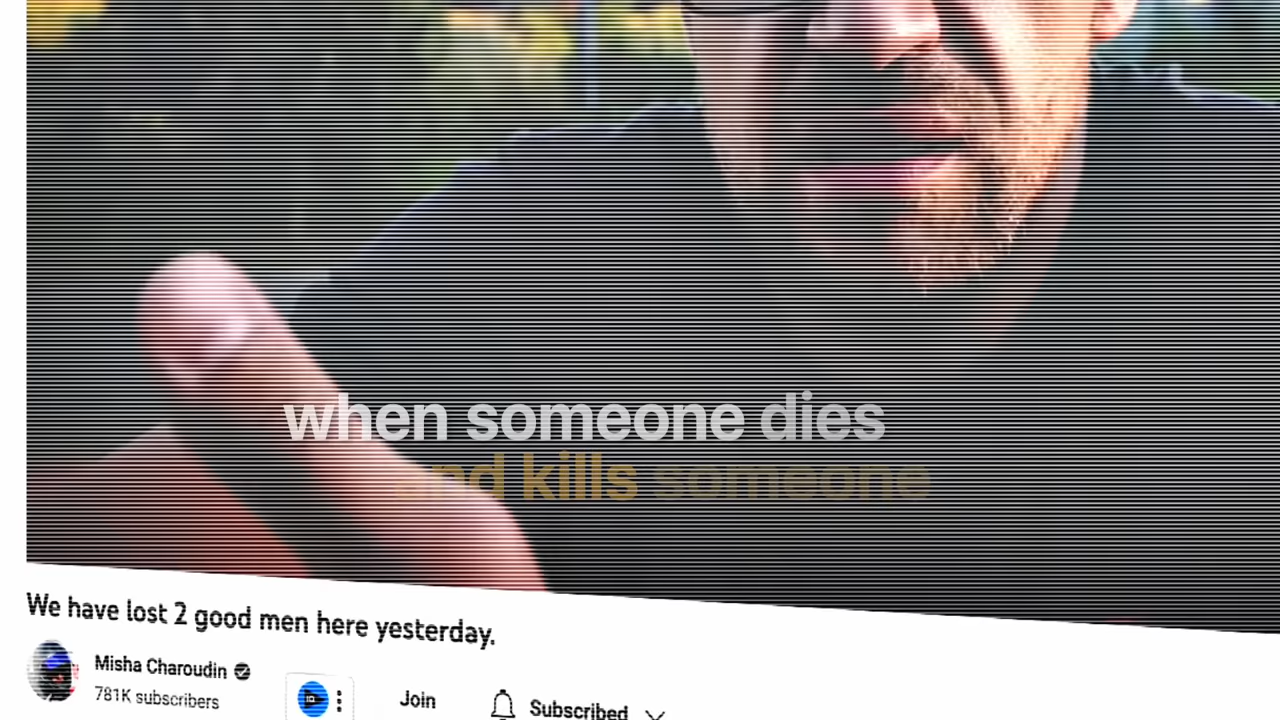 when someone dies
and kills someone
We have lost 2 good men here yesterday.
Misha Charoudin
781K subscribers
Join
Subscribed